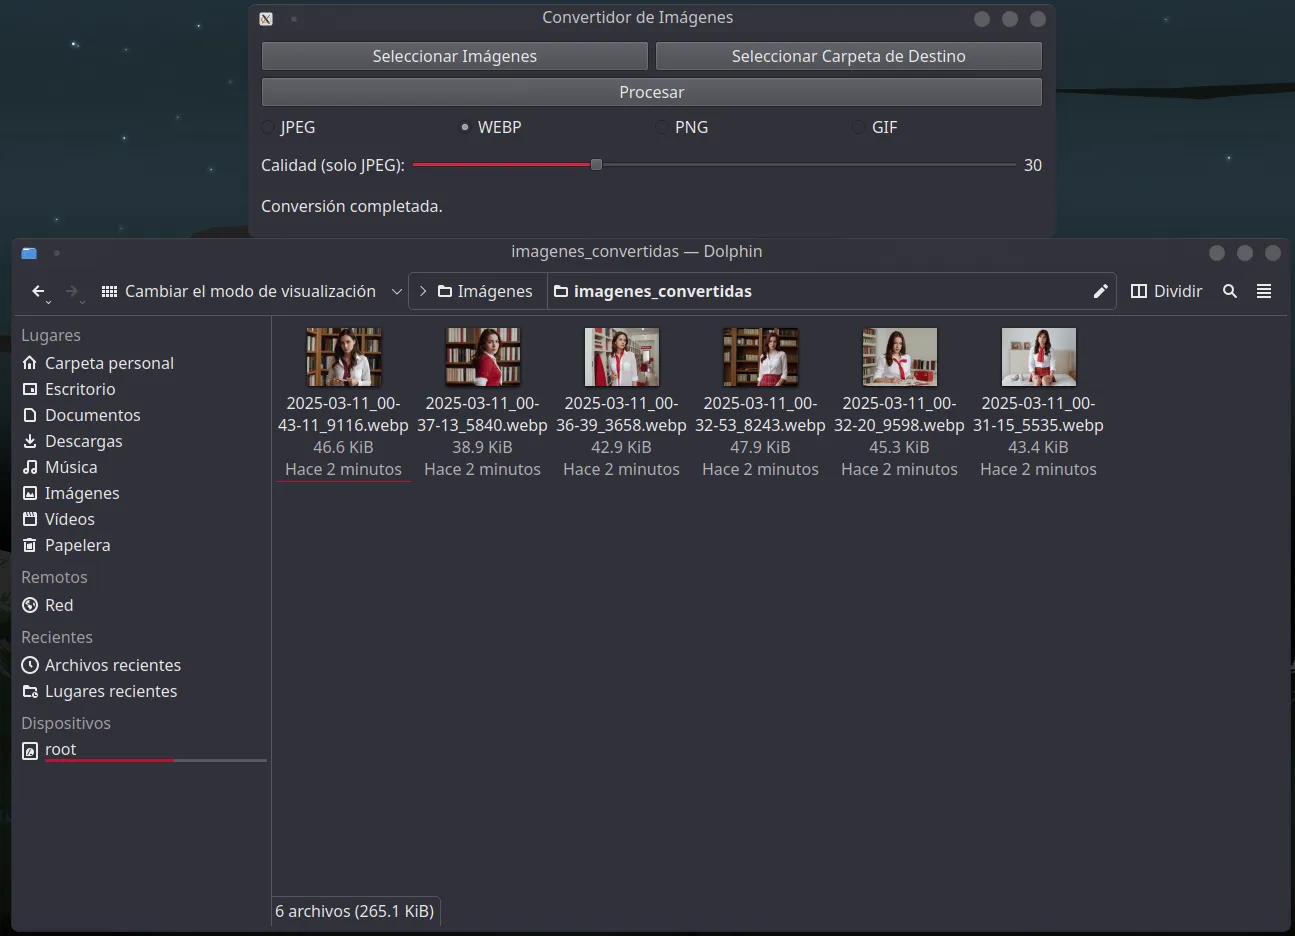 Convertidor de Imágenes
Seleccionar Imágenes
Seleccionar Carpeta de Destino
Procesar
JPEG
WEBP
PNG
GIF
Calidad (solo JPEG):
30
Conversión completada.
imagenes_convertidas — Dolphin
Cambiar el modo de visualización
Imágenes
imagenes_convertidas
Dividir
Lugares
Carpeta personal
Escritorio
Documentos
Descargas
Música
Imágenes
Vídeos
Papelera
Remotos
Red
Recientes
Archivos recientes
Lugares recientes
Dispositivos
root
2025-03-11_00-
43-11_9116.webp
46.6 KiB
Hace 2 minutos
2025-03-11_00-
37-13_5840.webp
38.9 KiB
Hace 2 minutos
2025-03-11_00-
36-39_3658.webp
42.9 KiB
Hace 2 minutos
2025-03-11_00-
32-53_8243.webp
47.9 KiB
Hace 2 minutos
2025-03-11_00-
32-20_9598.webp
45.3 KiB
Hace 2 minutos
2025-03-11_00-
31-15_5535.webp
43.4 KiB
Hace 2 minutos
6 archivos (265.1 KiB)